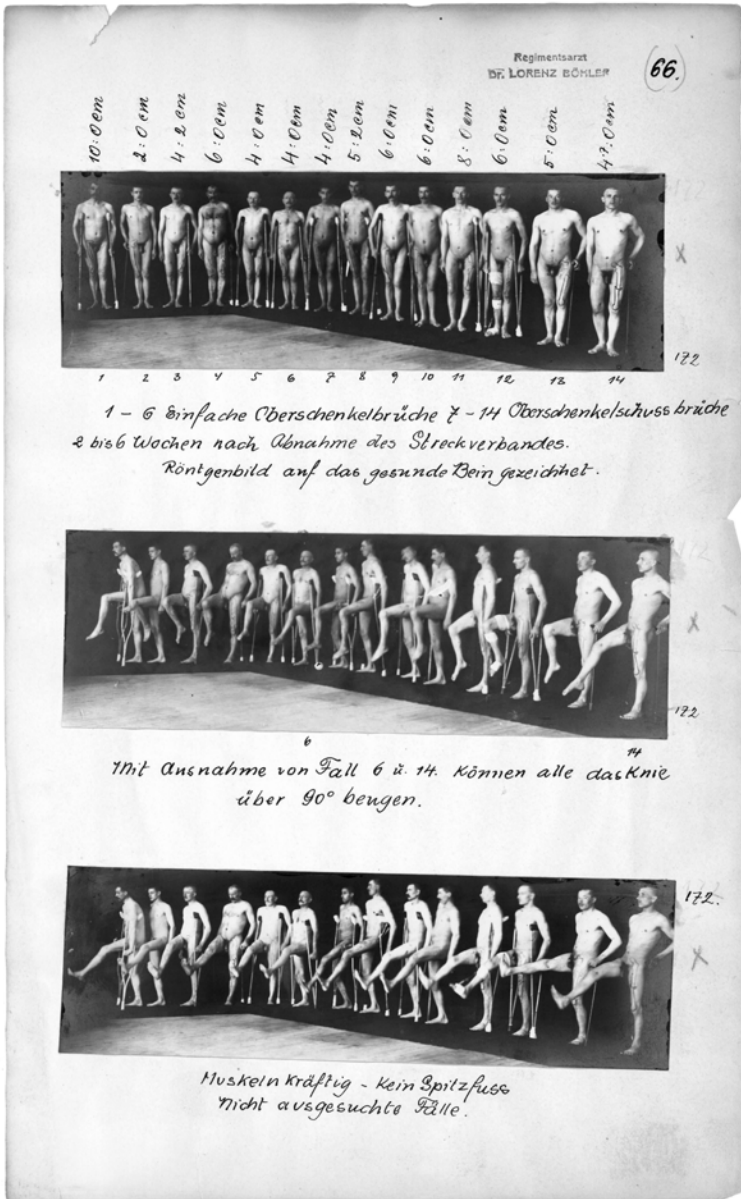 Regimentsarzt
Dr. LORENZ BÖHLER
66.
10:0cm 2:0cm 4:2cm 6:0cm 4:0cm 4:0cm 4:0cm 5:2cm 6:0cm 6:0cm 8:0cm 6:0cm 5:0cm 4?:0cm
172
X
172
1 2 3 4 5 6 7 8 9 10 11 12 13 14
1 - 6 Einfache Oberschenkelbrüche 7 - 14 Oberschenkelschussbrüche
2 bis 6 Wochen nach Abnahme des Streckverbandes.
Röntgenbild auf das gesunde Bein gezeichnet.
172
X
172
6 14
Mit Ausnahme von Fall 6 u. 14. können alle das Knie
über 90° beugen.
172.
X
Muskeln kräftig - Kein Spitzfuss
Nicht ausgesuchte Fälle.